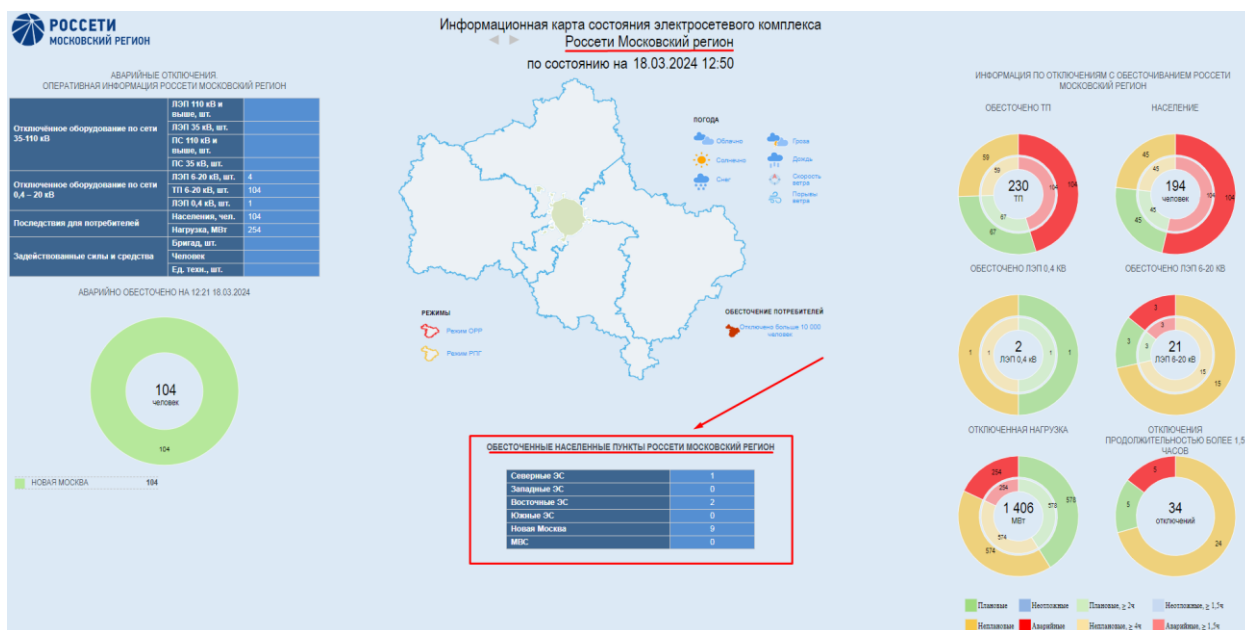 РОССЕТИ
МОСКОВСКИЙ РЕГИОН
Информационная карта состояния электросетевого комплекса
Россети Московский регион
по состоянию на 18.03.2024 12:50
АВАРИЙНЫЕ ОТКЛЮЧЕНИЯ.
ОПЕРАТИВНАЯ ИНФОРМАЦИЯ РОССЕТИ МОСКОВСКИЙ РЕГИОН
Отключённое оборудование по сети
35-110 кВ
ЛЭП 110 кВ и
выше, шт.
ЛЭП 35 кВ, шт.
ПС 110 кВ и
выше, шт.
ПС 35 кВ, шт.
Отключенное оборудование по сети
0,4 – 20 кВ
ЛЭП 6-20 кВ, шт. 4
ТП 6-20 кВ, шт. 104
ЛЭП 0,4 кВ, шт. 1
Последствия для потребителей
Населения, чел. 104
Нагрузка, МВт 254
Задействованные силы и средства
Бригад, шт.
Человек
Ед. техн., шт.
АВАРИЙНО ОБЕСТОЧЕНО НА 12:21 18.03.2024
104
человек
104
НОВАЯ МОСКВА 104
ПОГОДА
Облачно
Гроза
Солнечно
Дождь
Снег
Скорость
ветра
Порывы
ветра
РЕЖИМЫ
Режим ОРР
Режим РПГ
ОБЕСТОЧЕНИЕ ПОТРЕБИТЕЛЕЙ
Отключено больше 10 000
человек
ОБЕСТОЧЕННЫЕ НАСЕЛЕННЫЕ ПУНКТЫ РОССЕТИ МОСКОВСКИЙ РЕГИОН
Северные ЭС 1
Западные ЭС 0
Восточные ЭС 2
Южные ЭС 0
Новая Москва 9
МВС 0
ИНФОРМАЦИЯ ПО ОТКЛЮЧЕНИЯМ С ОБЕСТОЧИВАНИЕМ РОССЕТИ
МОСКОВСКИЙ РЕГИОН
ОБЕСТОЧЕНО ТП
59
59
230
ТП
104
104
67
67
НАСЕЛЕНИЕ
45
45
194
человек
104
104
45
45
ОБЕСТОЧЕНО ЛЭП 0,4 КВ
1
1
2
ЛЭП 0,4 кВ
1
1
ОБЕСТОЧЕНО ЛЭП 6-20 КВ
3
3
3
3
21
ЛЭП 6-20 кВ
15
15
ОТКЛЮЧЕННАЯ НАГРУЗКА
254
254
1 406
МВт
578
578
574
574
ОТКЛЮЧЕНИЯ
ПРОДОЛЖИТЕЛЬНОСТЬЮ БОЛЕЕ 1,5
ЧАСОВ
5
5
34
отключений
24
Плановые
Неотложные
Плановые, ≥ 2ч
Неотложные, ≥ 1,5ч
Неплановые
Аварийные
Неплановые, ≥ 4ч
Аварийные, ≥ 1,5ч